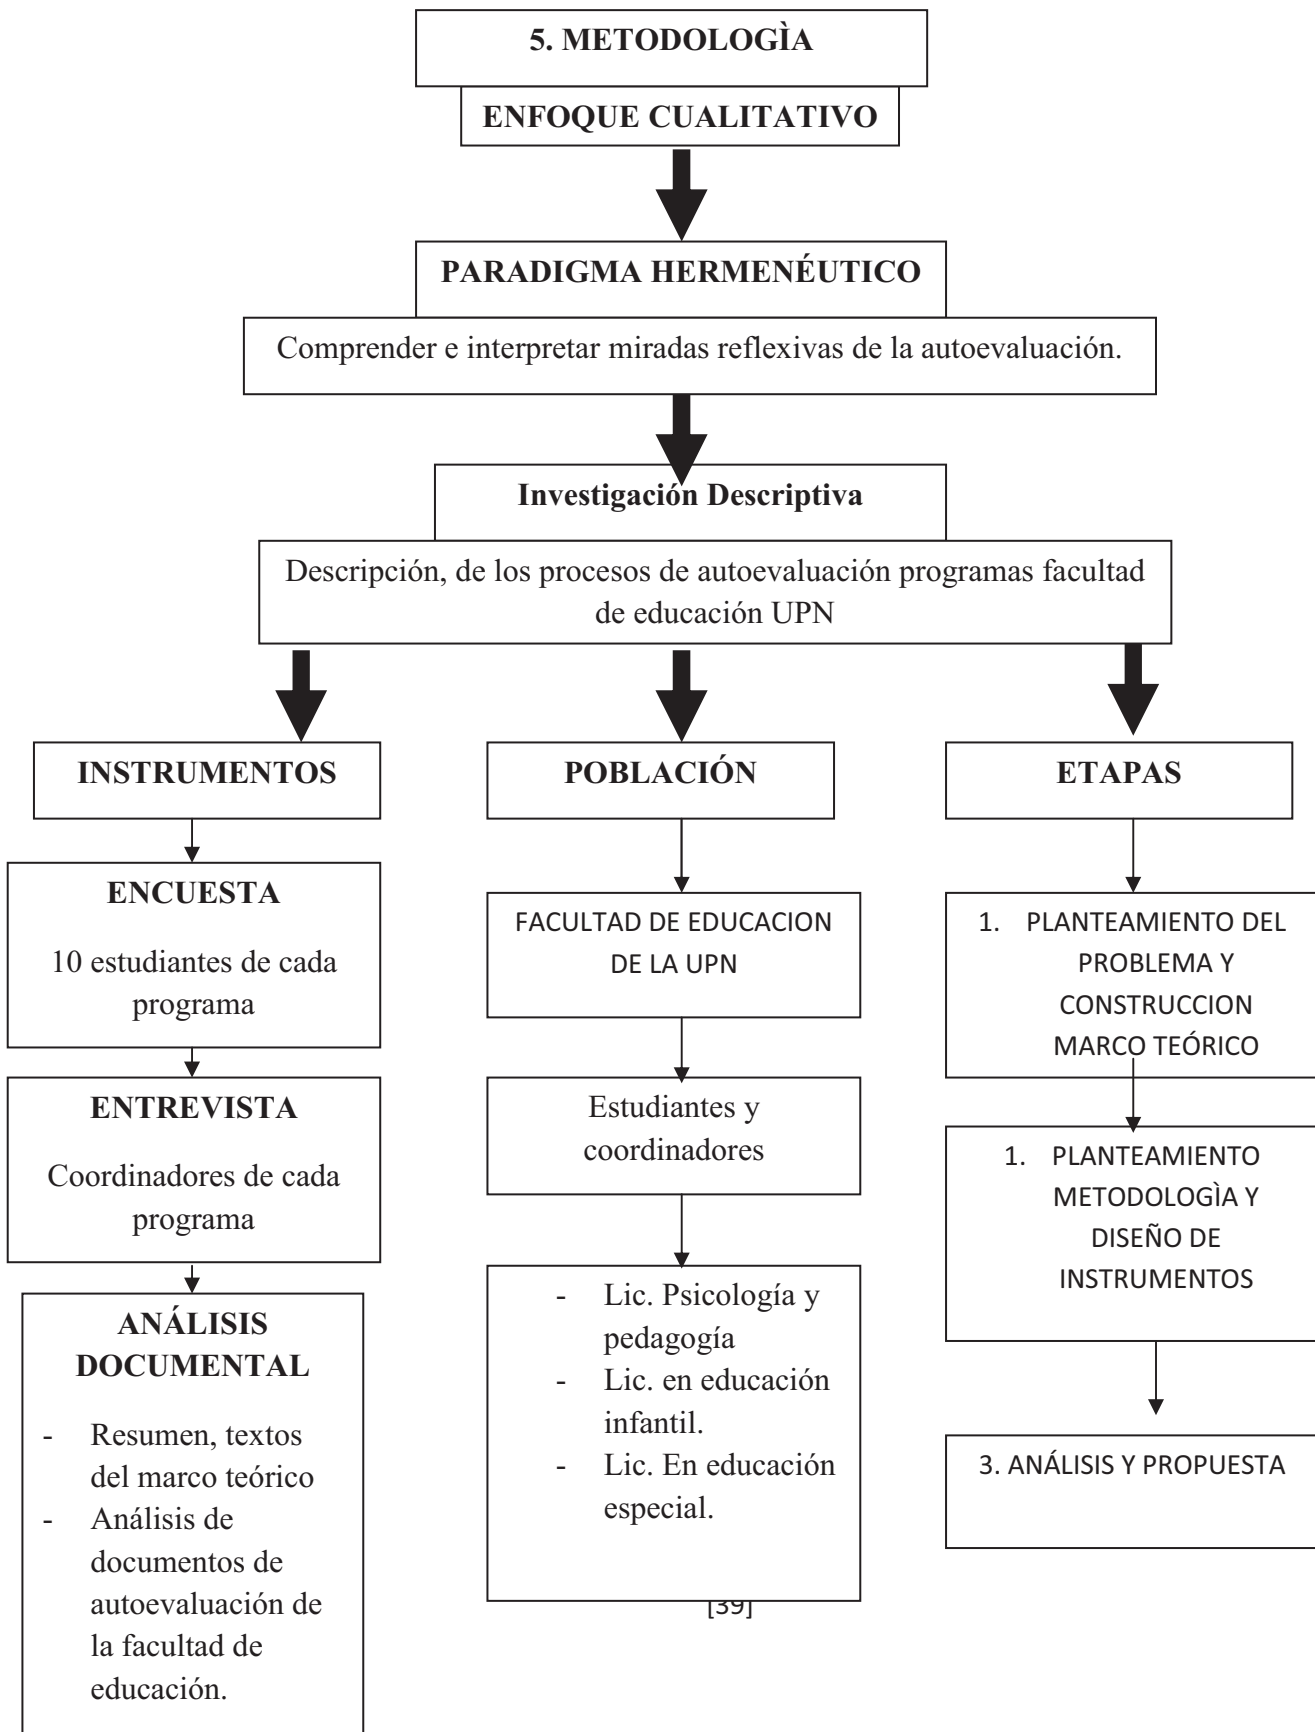 5. METODOLOGÌA
ENFOQUE CUALITATIVO
PARADIGMA HERMENÉUTICO
Comprender e interpretar miradas reflexivas de la autoevaluación.
Investigación Descriptiva
Descripción, de los procesos de autoevaluación programas facultad
de educación UPN
INSTRUMENTOS
ENCUESTA
10 estudiantes de cada
programa
ENTREVISTA
Coordinadores de cada
programa
ANÁLISIS
DOCUMENTAL
- Resumen, textos
del marco teórico
- Análisis de
documentos de
autoevaluación de
la facultad de
educación.
POBLACIÓN
FACULTAD DE EDUCACION
DE LA UPN
Estudiantes y
coordinadores
- Lic. Psicología y
pedagogía
- Lic. en educación
infantil.
- Lic. En educación
especial.
ETAPAS
1. PLANTEAMIENTO DEL
PROBLEMA Y
CONSTRUCCION
MARCO TEÓRICO
1. PLANTEAMIENTO
METODOLOGÌA Y
DISEÑO DE
INSTRUMENTOS
3. ANÁLISIS Y PROPUESTA
[39]